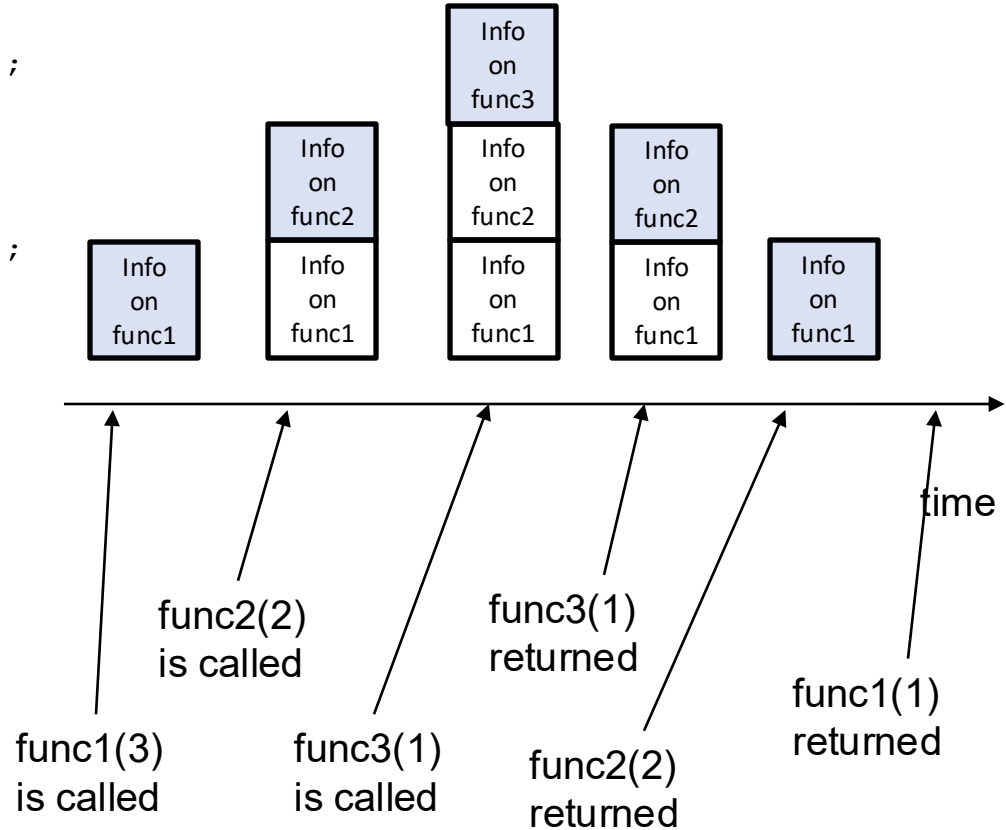 ;
Info
on
func3
Info
on
func2
Info
on
func2
Info
on
func2
;
Info
on
func1
Info
on
func1
Info
on
func1
Info
on
func1
Info
on
func1
time
func2(2)
is called
func3(1)
returned
func1(1)
returned
func1(3)
is called
func3(1)
is called
func2(2)
returned